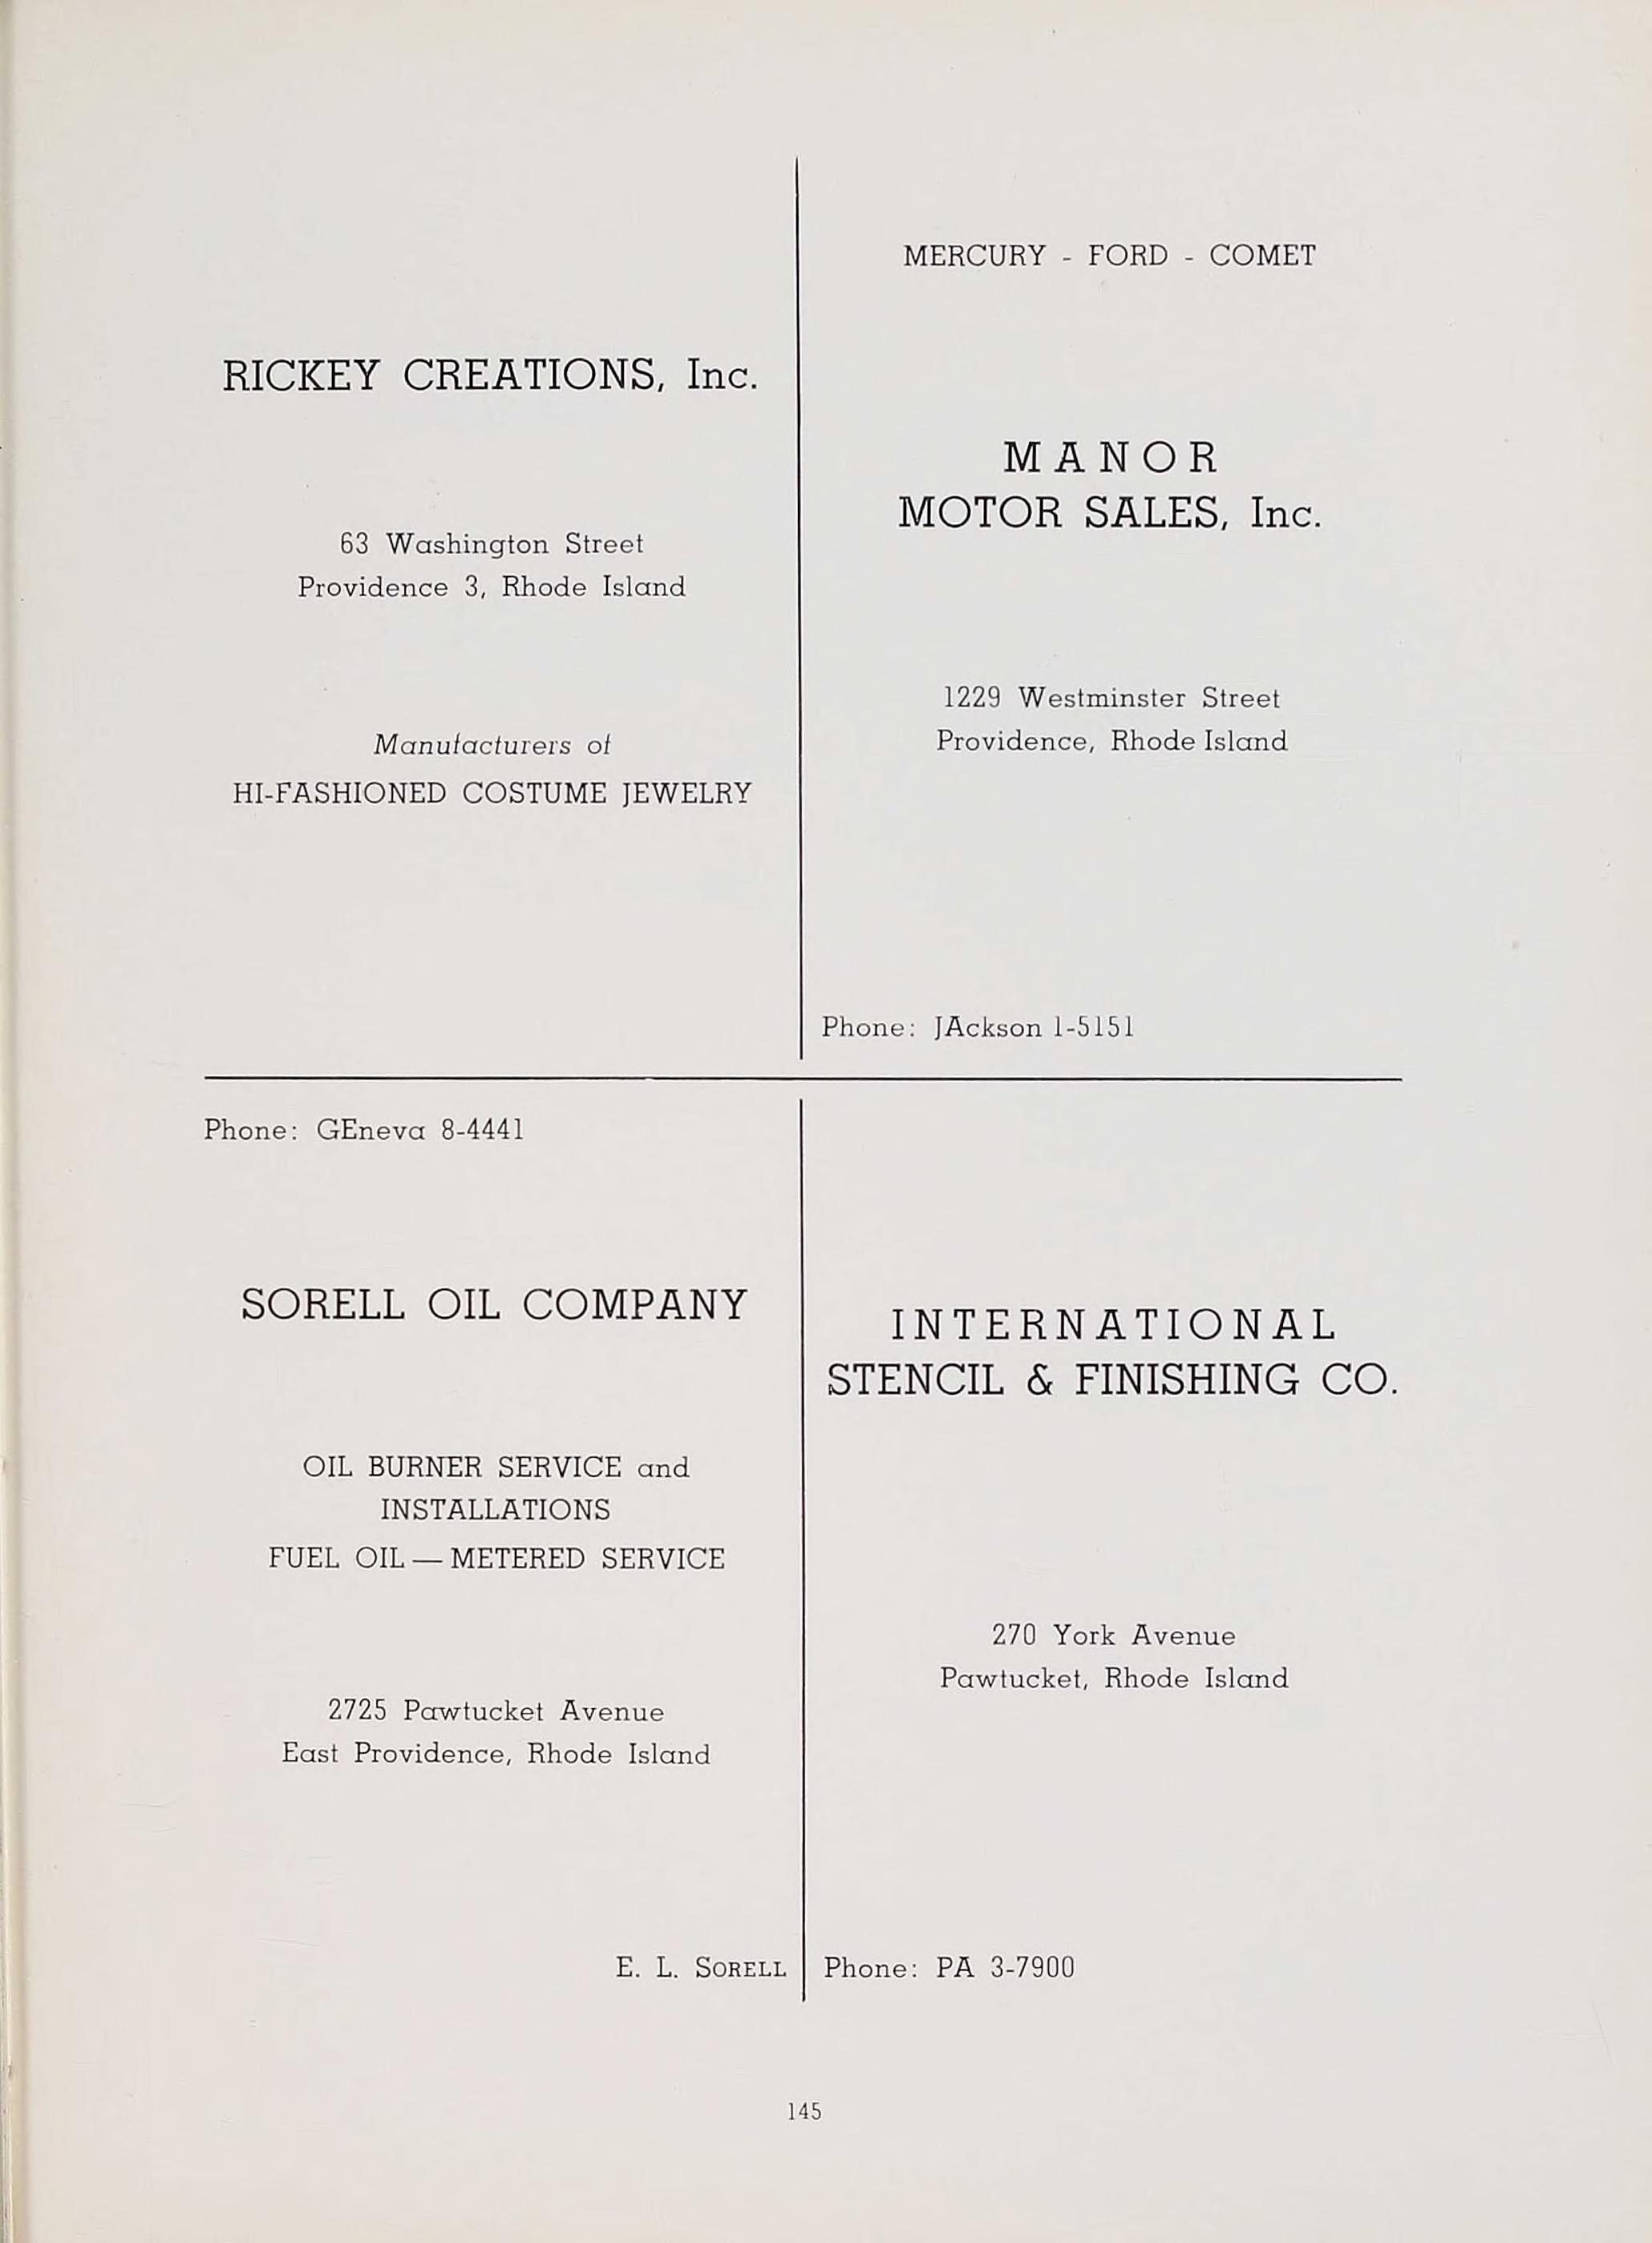 RICKEY CREATIONS, Inc.
63 Washington Street
Providence 3, Rhode Island
Manufacturers of
HI-FASHIONED COSTUME JEWELRY
MERCURY - FORD - COMET
MANOR
MOTOR SALES, Inc.
1229 Westminster Street
Providence, Rhode Island
Phone: JAckson 1-5151
Phone: GEneva 8-4441
SORELL OIL COMPANY
OIL BURNER SERVICE and
INSTALLATIONS
FUEL OIL — METERED SERVICE
2725 Pawtucket Avenue
East Providence, Rhode Island
E. L. SORELL
INTERNATIONAL
STENCIL & FINISHING CO.
270 York Avenue
Pawtucket, Rhode Island
Phone: PA 3-7900
145